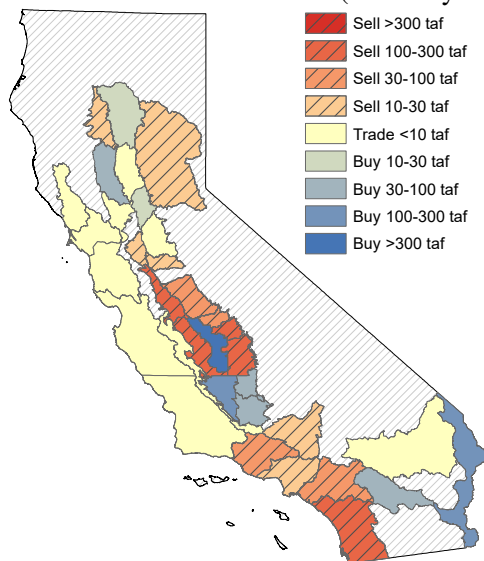 Sell >300 taf
Sell 100-300 taf
Sell 30-100 taf
Sell 10-30 taf
Trade <10 taf
Buy 10-30 taf
Buy 30-100 taf
Buy 100-300 taf
Buy >300 taf